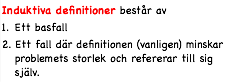 Induktiva definitioner består av
1. Ett basfall
2. Ett fall där definitionen (vanligen) minskar
problemets storlek och refererar till sig
själv.